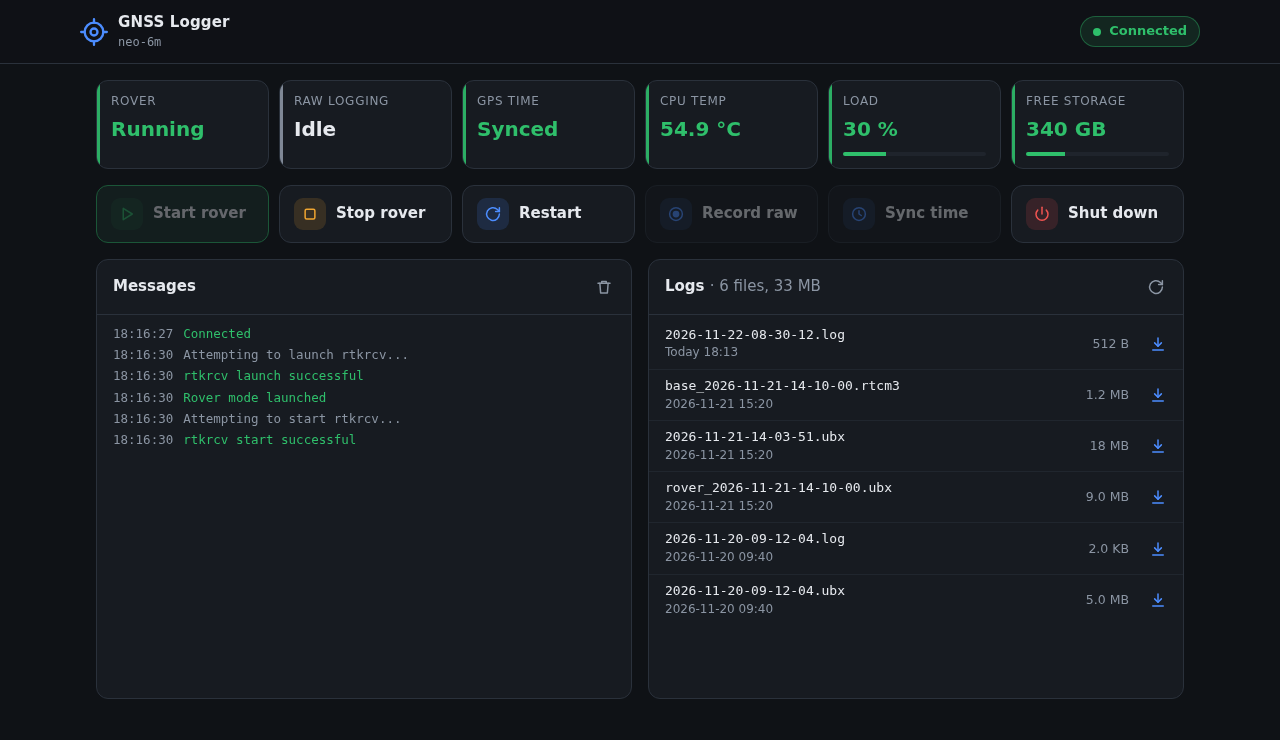 GNSS Logger
neo-6m
Connected
ROVER
Running
RAW LOGGING
Idle
GPS TIME
Synced
CPU TEMP
54.9 °C
LOAD
30 %
FREE STORAGE
340 GB
Start rover
Stop rover
Restart
Record raw
Sync time
Shut down
Messages
18:16:27 Connected
18:16:30 Attempting to launch rtkrcv...
18:16:30 rtkrcv launch successful
18:16:30 Rover mode launched
18:16:30 Attempting to start rtkrcv...
18:16:30 rtkrcv start successful
Logs · 6 files, 33 MB
2026-11-22-08-30-12.log
Today 18:13
512 B
base_2026-11-21-14-10-00.rtcm3
2026-11-21 15:20
1.2 MB
2026-11-21-14-03-51.ubx
2026-11-21 15:20
18 MB
rover_2026-11-21-14-10-00.ubx
2026-11-21 15:20
9.0 MB
2026-11-20-09-12-04.log
2026-11-20 09:40
2.0 KB
2026-11-20-09-12-04.ubx
2026-11-20 09:40
5.0 MB